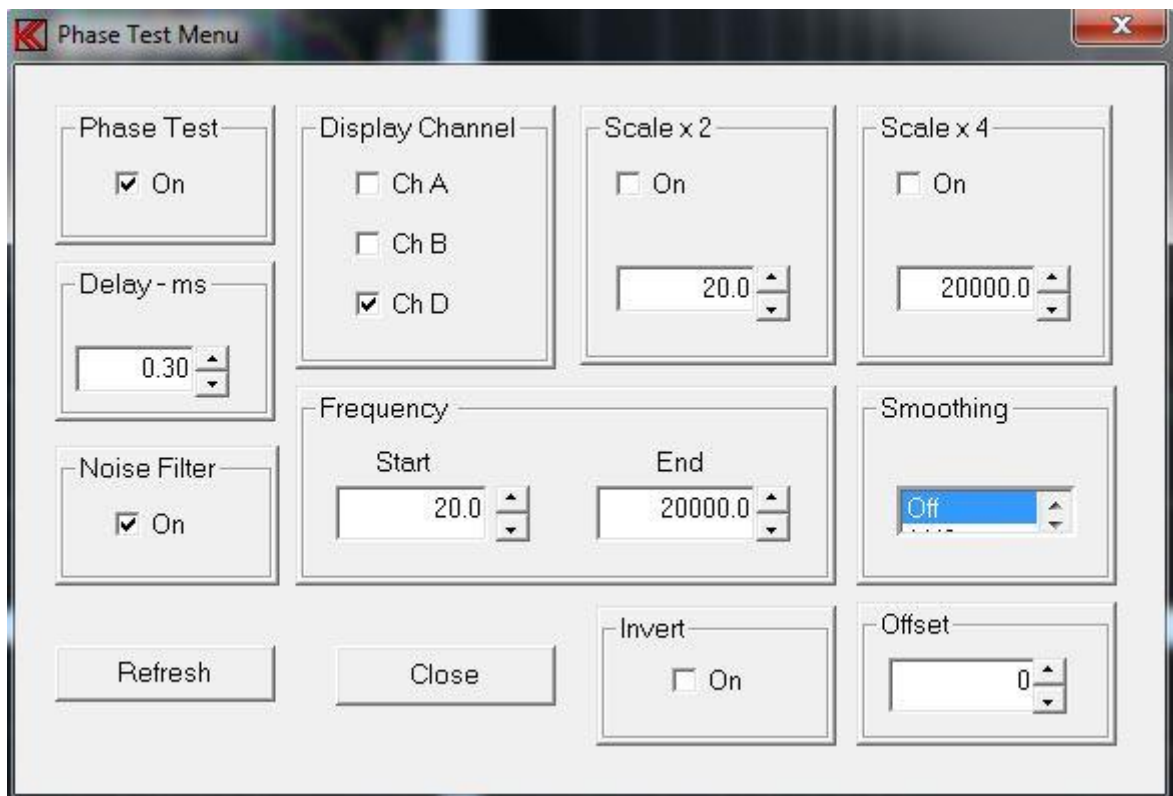 Phase Test Menu
Phase Test
On
Display Channel
Ch A
Ch B
Ch D
Scale x 2
On
20.0
Scale x 4
On
20000.0
Delay - ms
0.30
Frequency
Start
20.0
End
20000.0
Smoothing
Off
Noise Filter
On
Refresh
Close
Invert
On
Offset
0